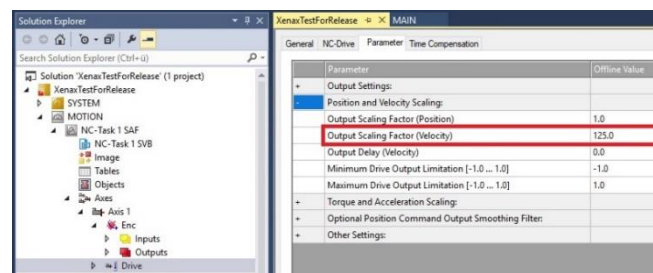 Solution Explorer
Search Solution Explorer (Ctrl+ü)
Solution 'XenaxTestForRelease' (1 project)
XenaxTestForRelease
SYSTEM
MOTION
NC-Task 1 SAF
NC-Task 1 SVB
Image
Tables
Objects
Axes
Axis 1
Enc
Inputs
Outputs
Drive
XenaxTestForRelease MAIN
General NC-Drive Parameter Time Compensation
Parameter Offline Value
+ Output Settings:
- Position and Velocity Scaling:
Output Scaling Factor (Position) 1.0
Output Scaling Factor (Velocity) 125.0
Output Delay (Velocity) 0.0
Minimum Drive Output Limitation [-1.0 ... 1.0] -1.0
Maximum Drive Output Limitation [-1.0 ... 1.0] 1.0
+ Torque and Acceleration Scaling:
+ Optional Position Command Output Smoothing Filter:
+ Other Settings: